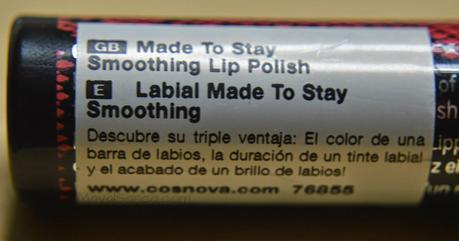 GB Made To Stay
Smoothing Lip Polish
E Labial Made To Stay
Smoothing
Descubre su triple ventaja: El color de una
barra de labios, la duración de un tinte labial
y el acabado de un brillo de labios!
www.cosnova.com 76855
of